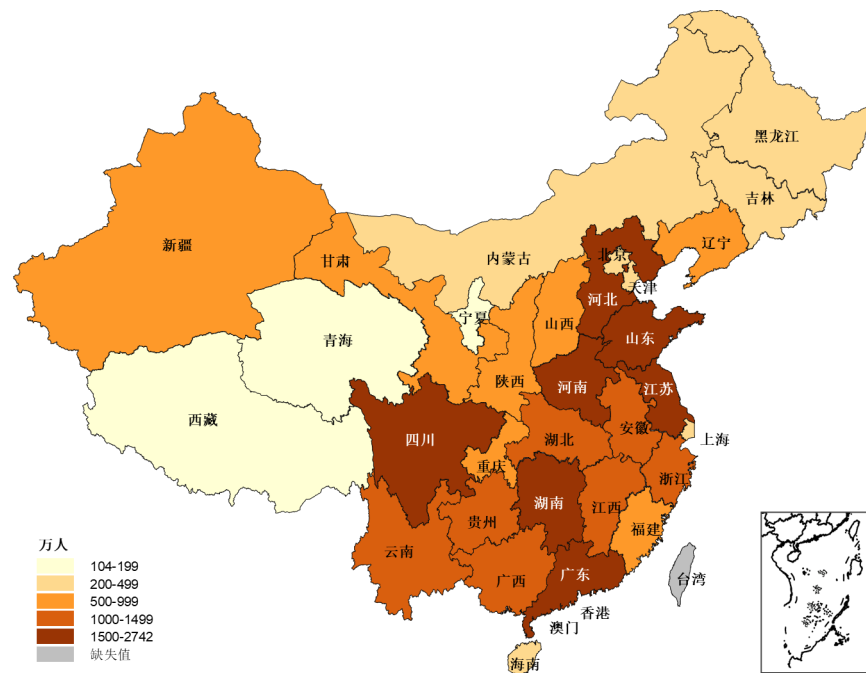 黑龙江
吉林
辽宁
新疆
甘肃
内蒙古
北京
天津
河北
宁夏
山西
青海
山东
陕西
河南
江苏
西藏
四川
安徽
湖北
上海
重庆
浙江
湖南
江西
贵州
福建
云南
广西
广东
台湾
香港
澳门
海南
万人
104-199
200-499
500-999
1000-1499
1500-2742
缺失值